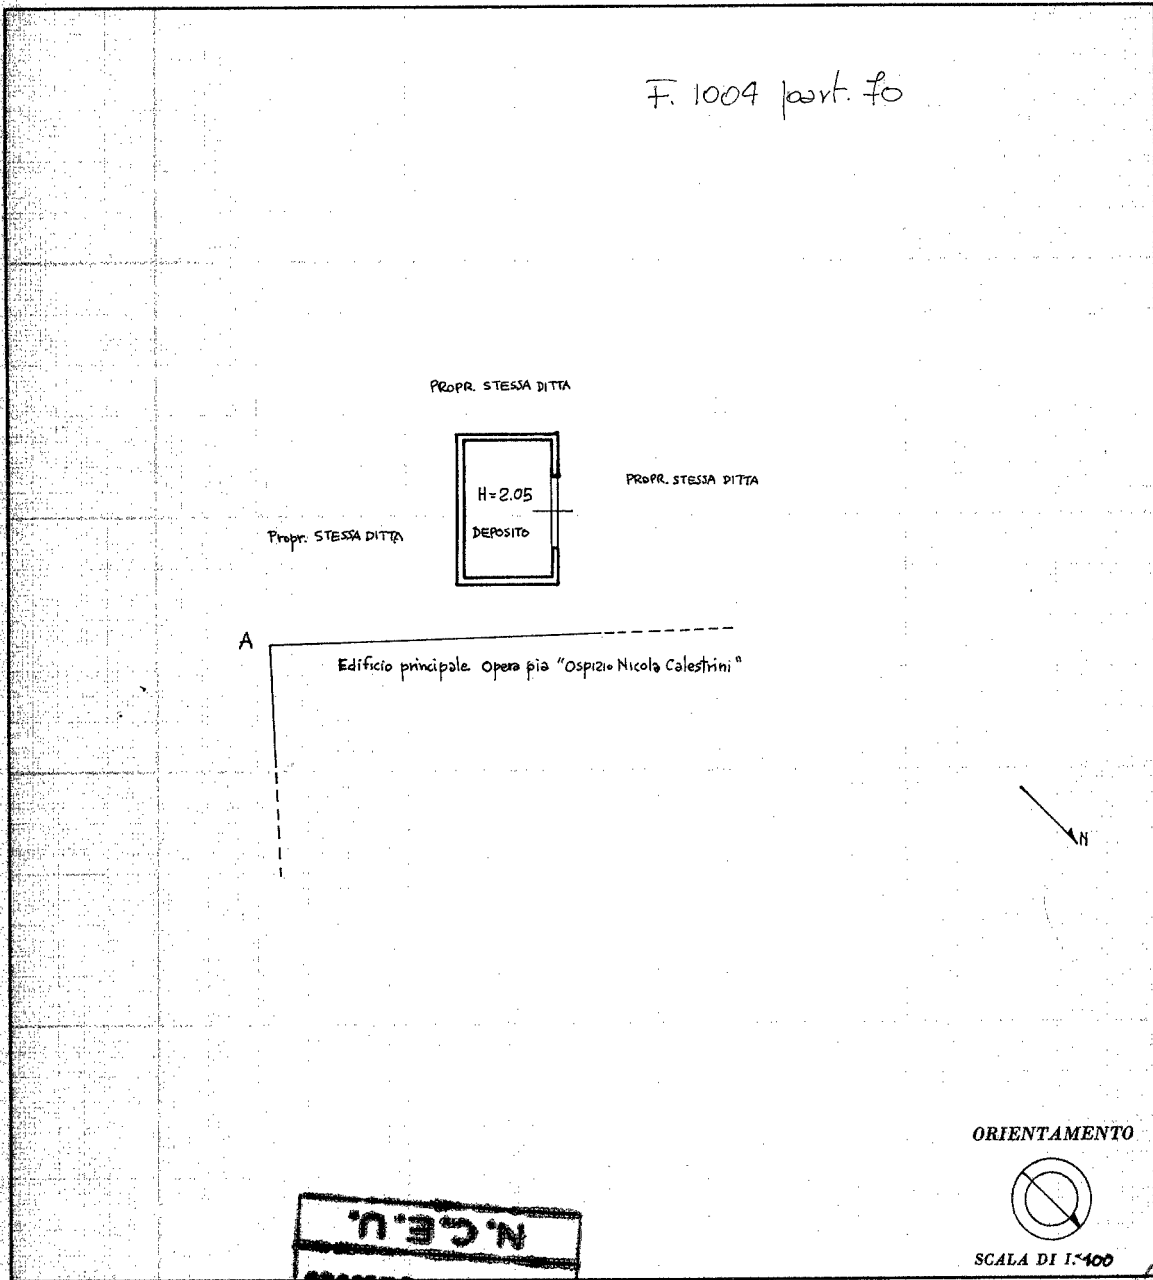 F. 1004 part. 70
PROPR. STESSA DITTA
PROPR. STESSA DITTA
H=2.05
Propr. STESSA DITTA
DEPOSITO
A
Edificio principale Opera pia "Ospizio Nicola Calestrini"
N
ORIENTAMENTO
SCALA DI 1:400
N.C.E.U.